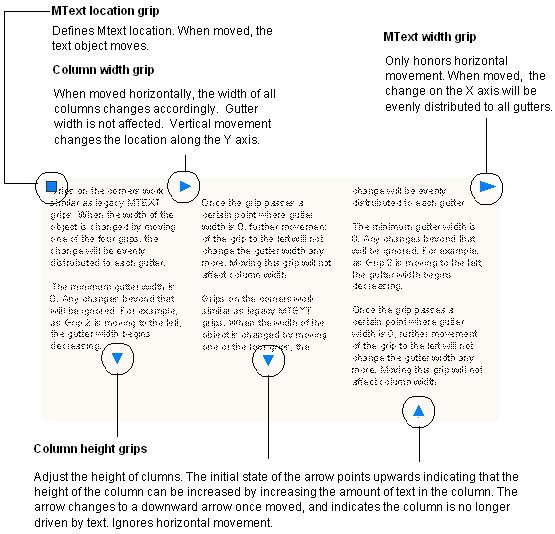 MText location grip
Defines Mtext location. When moved, the
text object moves.
Column width grip
When moved horizontally, the width of all
columns changes accordingly. Gutter
width is not affected. Vertical movement
changes the location along the Y axis.
MText width grip
Only honors horizontal
movement. When moved, the
change on the X axis will be
evenly distributed to all gutters.
on the corners work
similar as legacy MTEXT
grips. When the width of the
object is changed by moving
one of the four grips, the
change will be evenly
distributed to each gutter.
The minimum gutter width is
0. Any changes beyond that
will be ignored. For example,
as Grip 2 is moving to the left,
the gutter width begins
decreasing.
Once the grip passes a
certain point where gutter
width is 0, further movement
of the grip to the left will not
change the gutter width any
more. Moving this grip will not
affect column width.
Grips on the corners work
similar as legacy MTEXT
grips. When the width of the
object is changed by moving
one of the four grips, the
change will be evenly
distributed to each gutter.
The minimum gutter width is
0. Any changes beyond that
will be ignored. For example,
as Grip 2 is moving to the left,
the gutter width begins
decreasing.
Once the grip passes a
certain point where gutter
width is 0, further movement
of the grip to the left will not
change the gutter width any
more. Moving this grip will not
affect column width.
Column height grips
Adjust the height of clumns. The initial state of the arrow points upwards indicating that the
height of the column can be increased by increasing the amount of text in the column. The
arrow changes to a downward arrow once moved, and indicates the column is no longer
driven by text. Ignores horizontal movement.